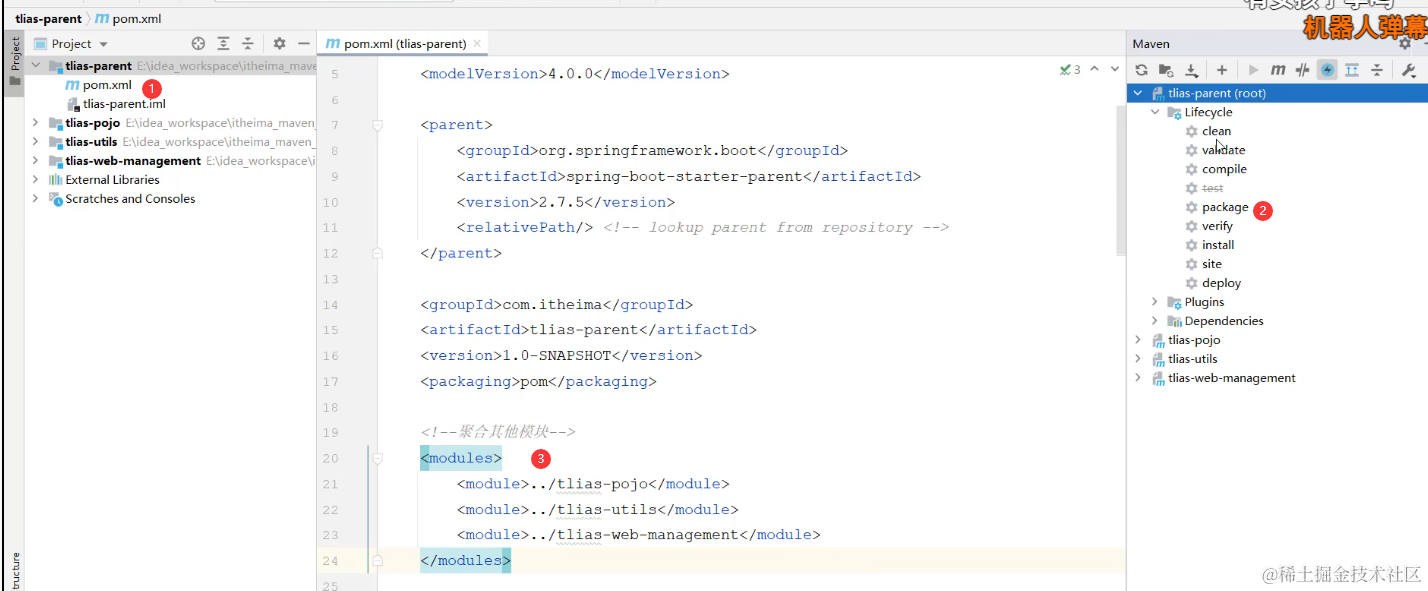 tlias-parent pom.xml
机器人弹幕
Project
pom.xml (tlias-parent)
Maven
Project
tlias-parent E:\idea_workspace\itheima_mave
pom.xml 1
tlias-parent.iml
tlias-pojo E:\idea_workspace\itheima_maven_
tlias-utils E:\idea_workspace\itheima_maven_
tlias-web-management E:\idea_workspace\i
External Libraries
Scratches and Consoles
ructure
3
5 <modelVersion>4.0.0</modelVersion>
6
7 <parent>
8 <groupId>org.springframework.boot</groupId>
9 <artifactId>spring-boot-starter-parent</artifactId>
10 <version>2.7.5</version>
11 <relativePath/> <!-- lookup parent from repository -->
12 </parent>
13
14 <groupId>com.itheima</groupId>
15 <artifactId>tlias-parent</artifactId>
16 <version>1.0-SNAPSHOT</version>
17 <packaging>pom</packaging>
18
19 <!--聚合其他模块-->
20 <modules> 3
21 <module>../tlias-pojo</module>
22 <module>../tlias-utils</module>
23 <module>../tlias-web-management</module>
24 </modules>
25
tlias-parent (root)
Lifecycle
clean
validate
compile
test
package 2
verify
install
site
deploy
Plugins
Dependencies
tlias-pojo
tlias-utils
tlias-web-management
@稀土掘金技术社区